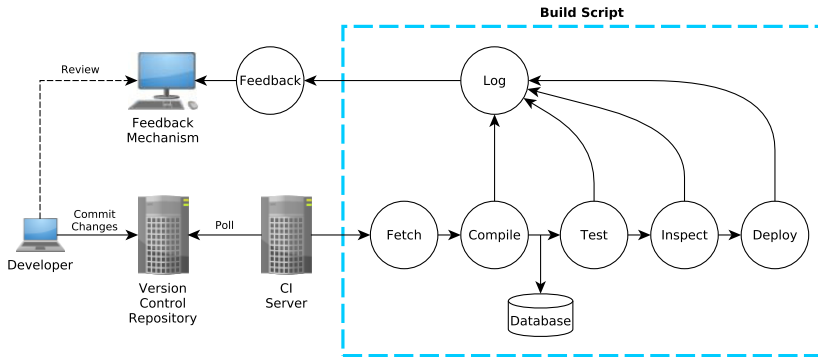 Build Script
Review
Feedback
Log
Feedback
Mechanism
Commit
Changes
Poll
Fetch
Compile
Test
Inspect
Deploy
Developer
Version
Control
Repository
CI
Server
Database